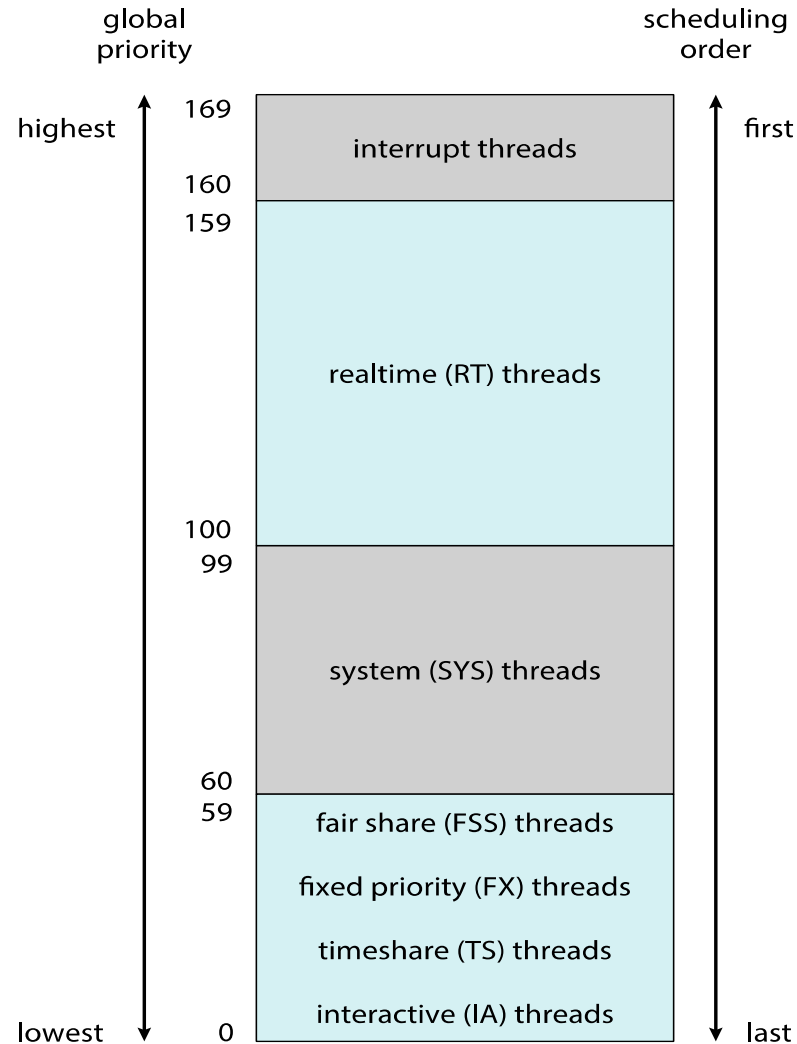 global
priority
scheduling
order
highest
169
interrupt threads
first
160
159
realtime (RT) threads
100
99
system (SYS) threads
60
59
fair share (FSS) threads
fixed priority (FX) threads
timeshare (TS) threads
interactive (IA) threads
lowest
0
last